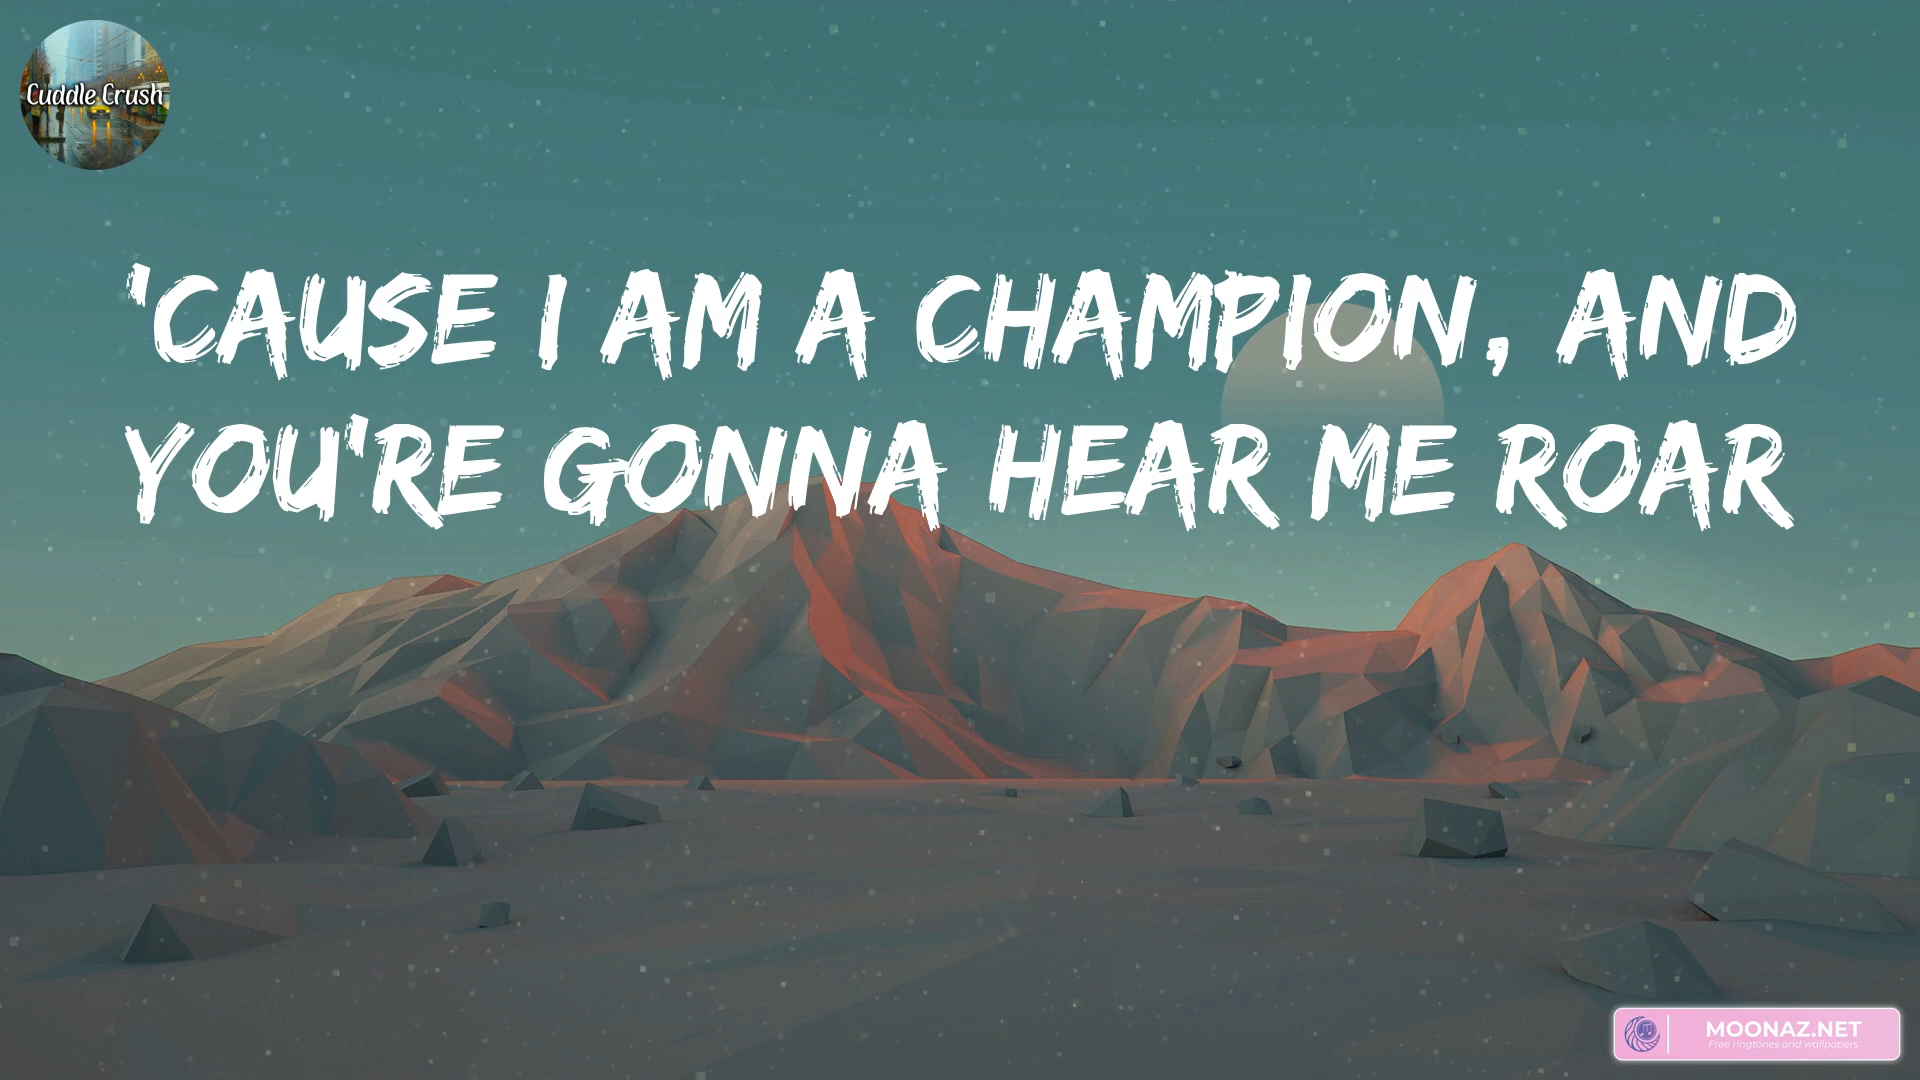 Cuddle Crush
'CAUSE I AM A CHAMPION, AND
YOU'RE GONNA HEAR ME ROAR
MOONAZ.NET
Free ringtones and wallpapers